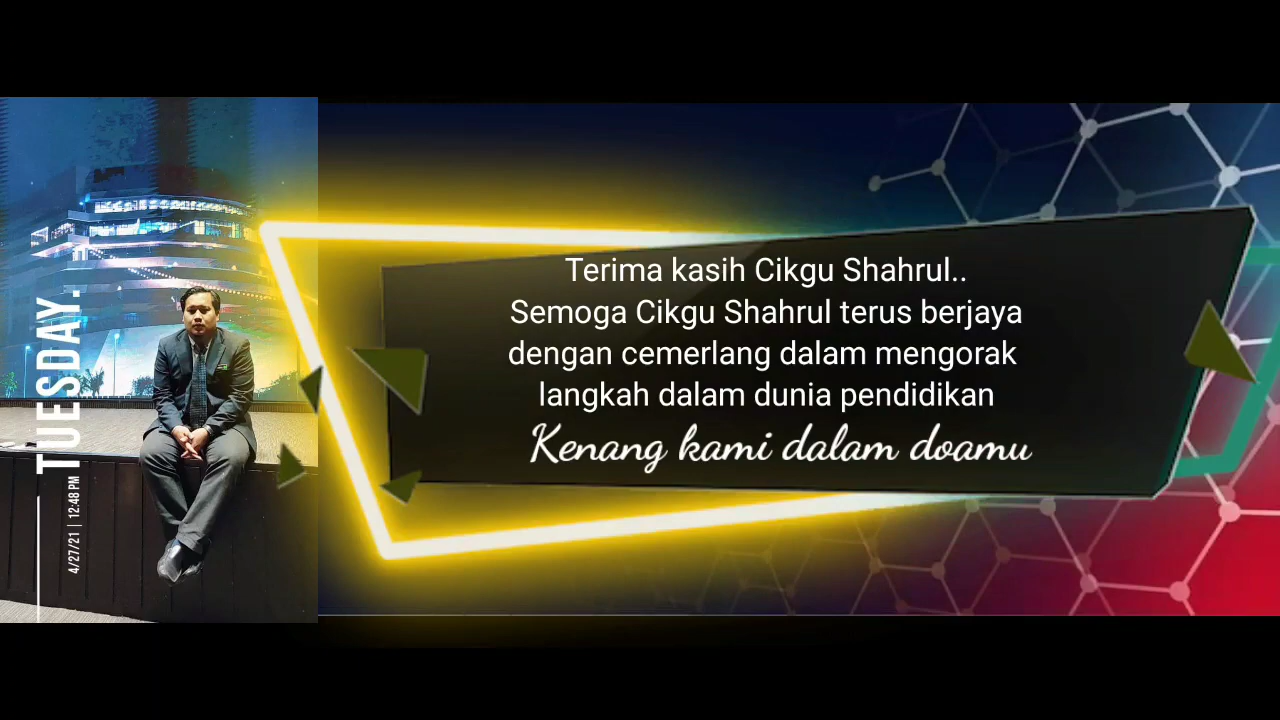 TUESDAY.
4/27/21 | 12:48 PM
Terima kasih Cikgu Shahrul..
Semoga Cikgu Shahrul terus berjaya
dengan cemerlang dalam mengorak
langkah dalam dunia pendidikan
Kenang kami dalam doamu